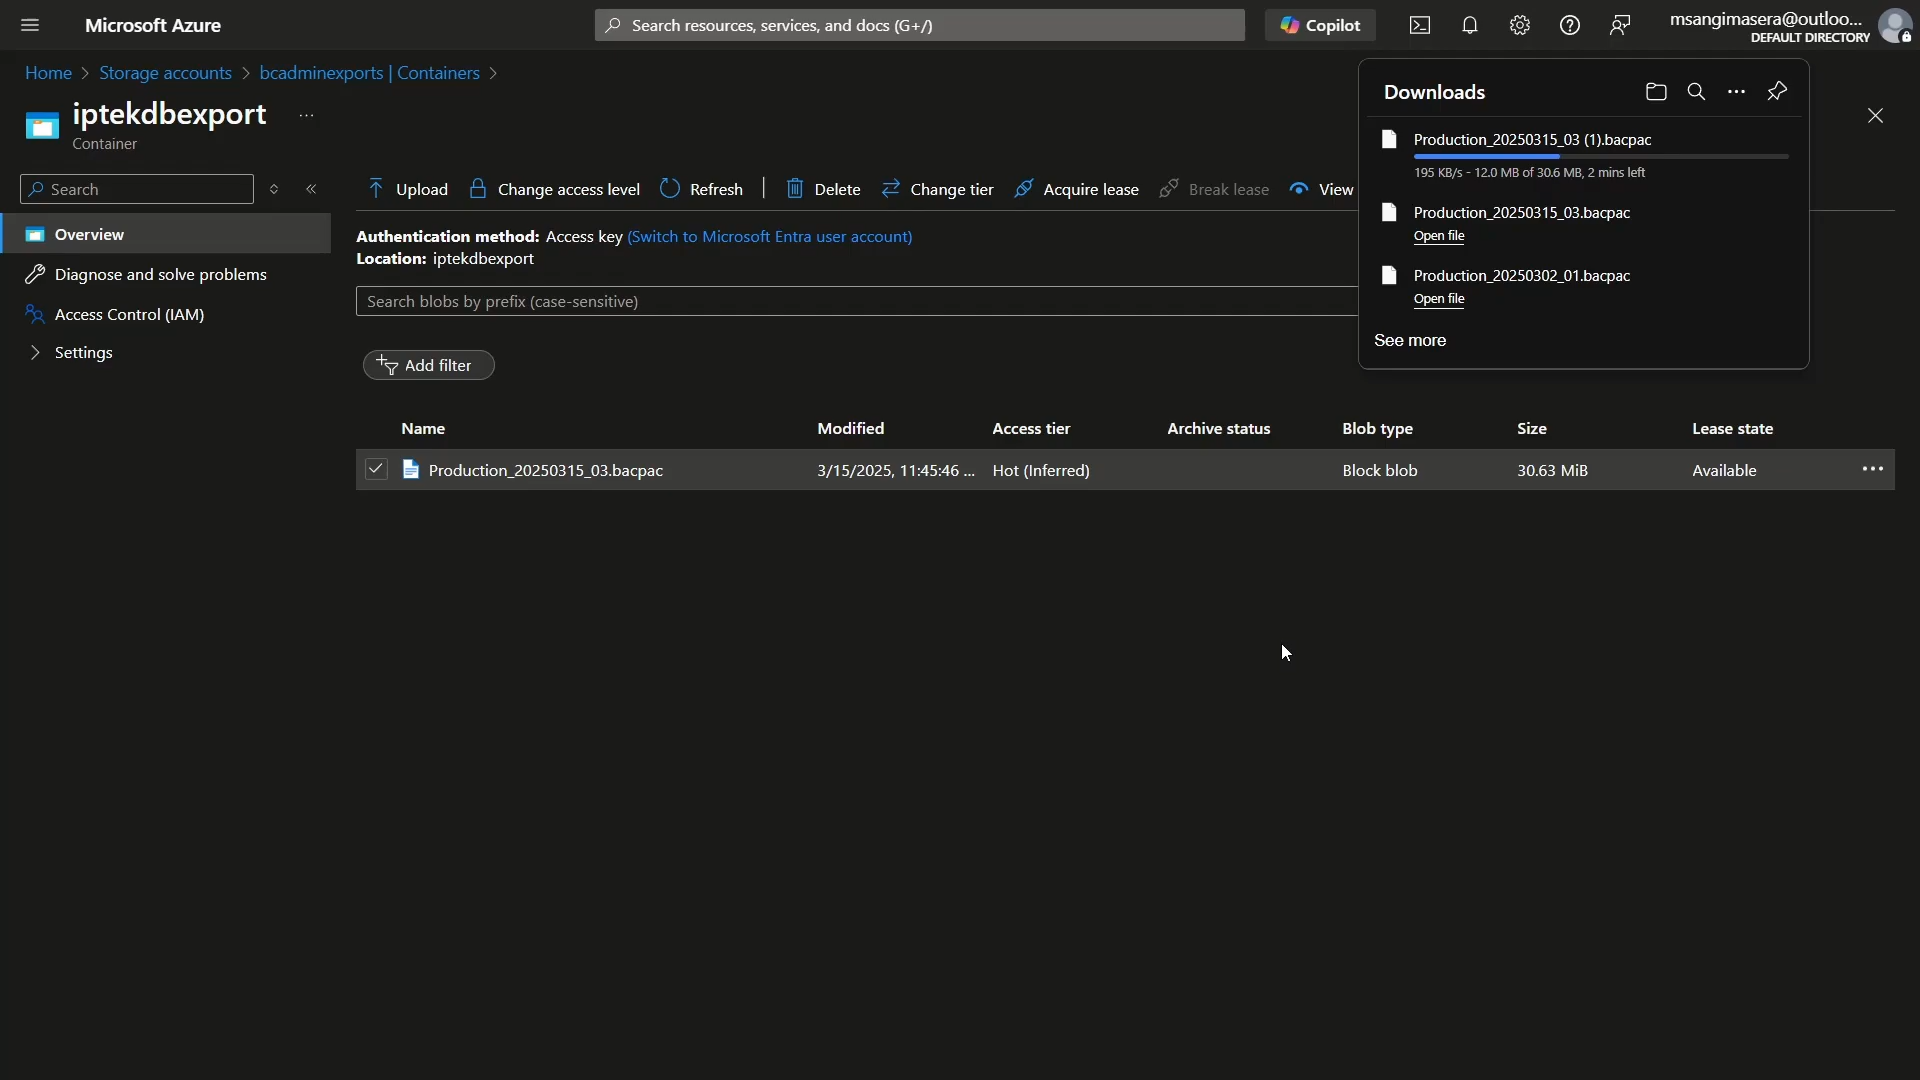 Microsoft Azure
Search resources, services, and docs (G+/)
Copilot
msangimasera@outloo...
DEFAULT DIRECTORY
Home > Storage accounts > bcadminexports | Containers >
iptekdbexport ...
Container
Search
Overview
Diagnose and solve problems
Access Control (IAM)
Settings
Upload Change access level Refresh | Delete Change tier Acquire lease Break lease View
Authentication method: Access key (Switch to Microsoft Entra user account)
Location: iptekdbexport
Search blobs by prefix (case-sensitive)
Add filter
Name Modified Access tier Archive status Blob type Size Lease state
Production_20250315_03.bacpac 3/15/2025, 11:45:46 ... Hot (Inferred) Block blob 30.63 MiB Available ...
Downloads
Production_20250315_03 (1).bacpac
195 KB/s - 12.0 MB of 30.6 MB, 2 mins left
Production_20250315_03.bacpac
Open file
Production_20250302_01.bacpac
Open file
See more